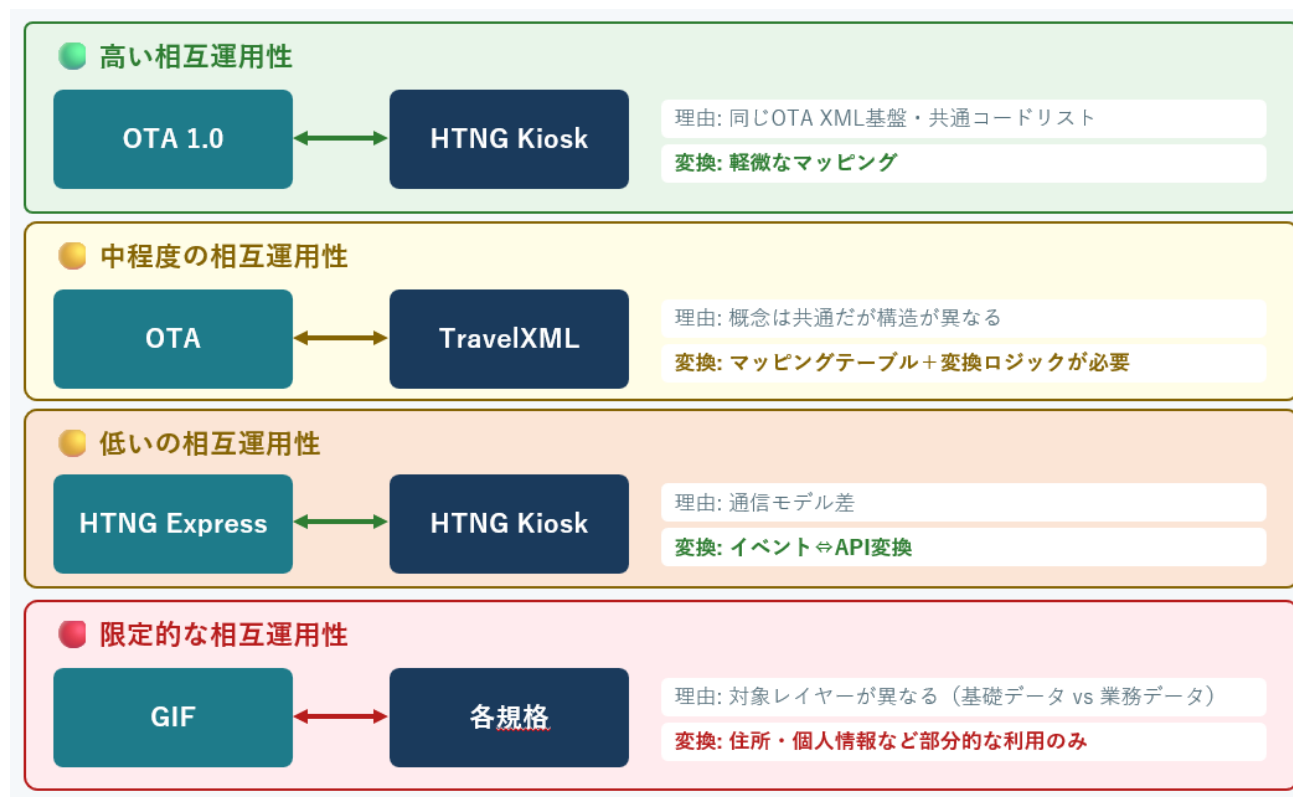 高い相互運用性
OTA 1.0
HTNG Kiosk
理由: 同じOTA XML基盤・共通コードリスト
変換: 軽微なマッピング
中程度の相互運用性
OTA
TravelXML
理由: 概念は共通だが構造が異なる
変換: マッピングテーブル＋変換ロジックが必要
低いの相互運用性
HTNG Express
HTNG Kiosk
理由: 通信モデル差
変換: イベント⇔API変換
限定的な相互運用性
GIF
各規格
理由: 対象レイヤーが異なる（基礎データ vs 業務データ）
変換: 住所・個人情報など部分的な利用のみ